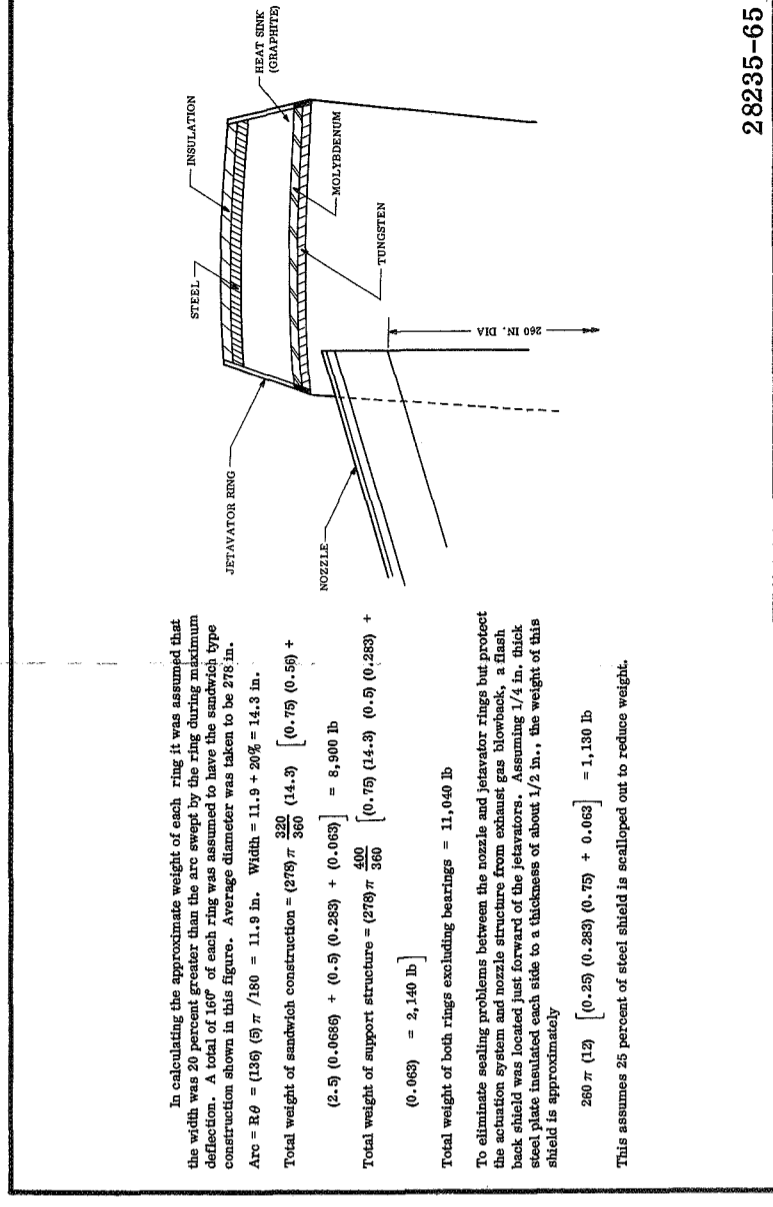 In calculating the approximate weight of each ring it was assumed that
the width was 20 percent greater than the arc swept by the ring during maximum
deflection. A total of 160° of each ring was assumed to have the sandwich type
construction shown in this figure. Average diameter was taken to be 278 in.
Arc = Rθ = (136) (5) π /180 = 11.9 in. Width = 11.9 + 20% = 14.3 in.
Total weight of sandwich construction = (278) π 320/360 (14.3) [(0.75) (0.56) +
(2.5) (0.0686) + (0.5) (0.283) + (0.063)] = 8,900 lb
Total weight of support structure = (278) π 400/360 [(0.75) (14.3) (0.5) (0.283) +
(0.063) = 2,140 lb]
Total weight of both rings excluding bearings = 11,040 lb
To eliminate sealing problems between the nozzle and jetavator rings but protect
the actuation system and nozzle structure from exhaust gas blowback, a flash
back shield was located just forward of the jetavators. Assuming 1/4 in. thick
steel plate insulated each side to a thickness of about 1/2 in., the weight of this
shield is approximately
260 π (12) [(0.25) (0.283) (0.75) + 0.063] = 1,130 lb
This assumes 25 percent of steel shield is scalloped out to reduce weight.
JETAVATOR RING
NOZZLE
STEEL
INSULATION
HEAT SINK
(GRAPHITE)
MOLYBDENUM
TUNGSTEN
260 IN. DIA
28235-65